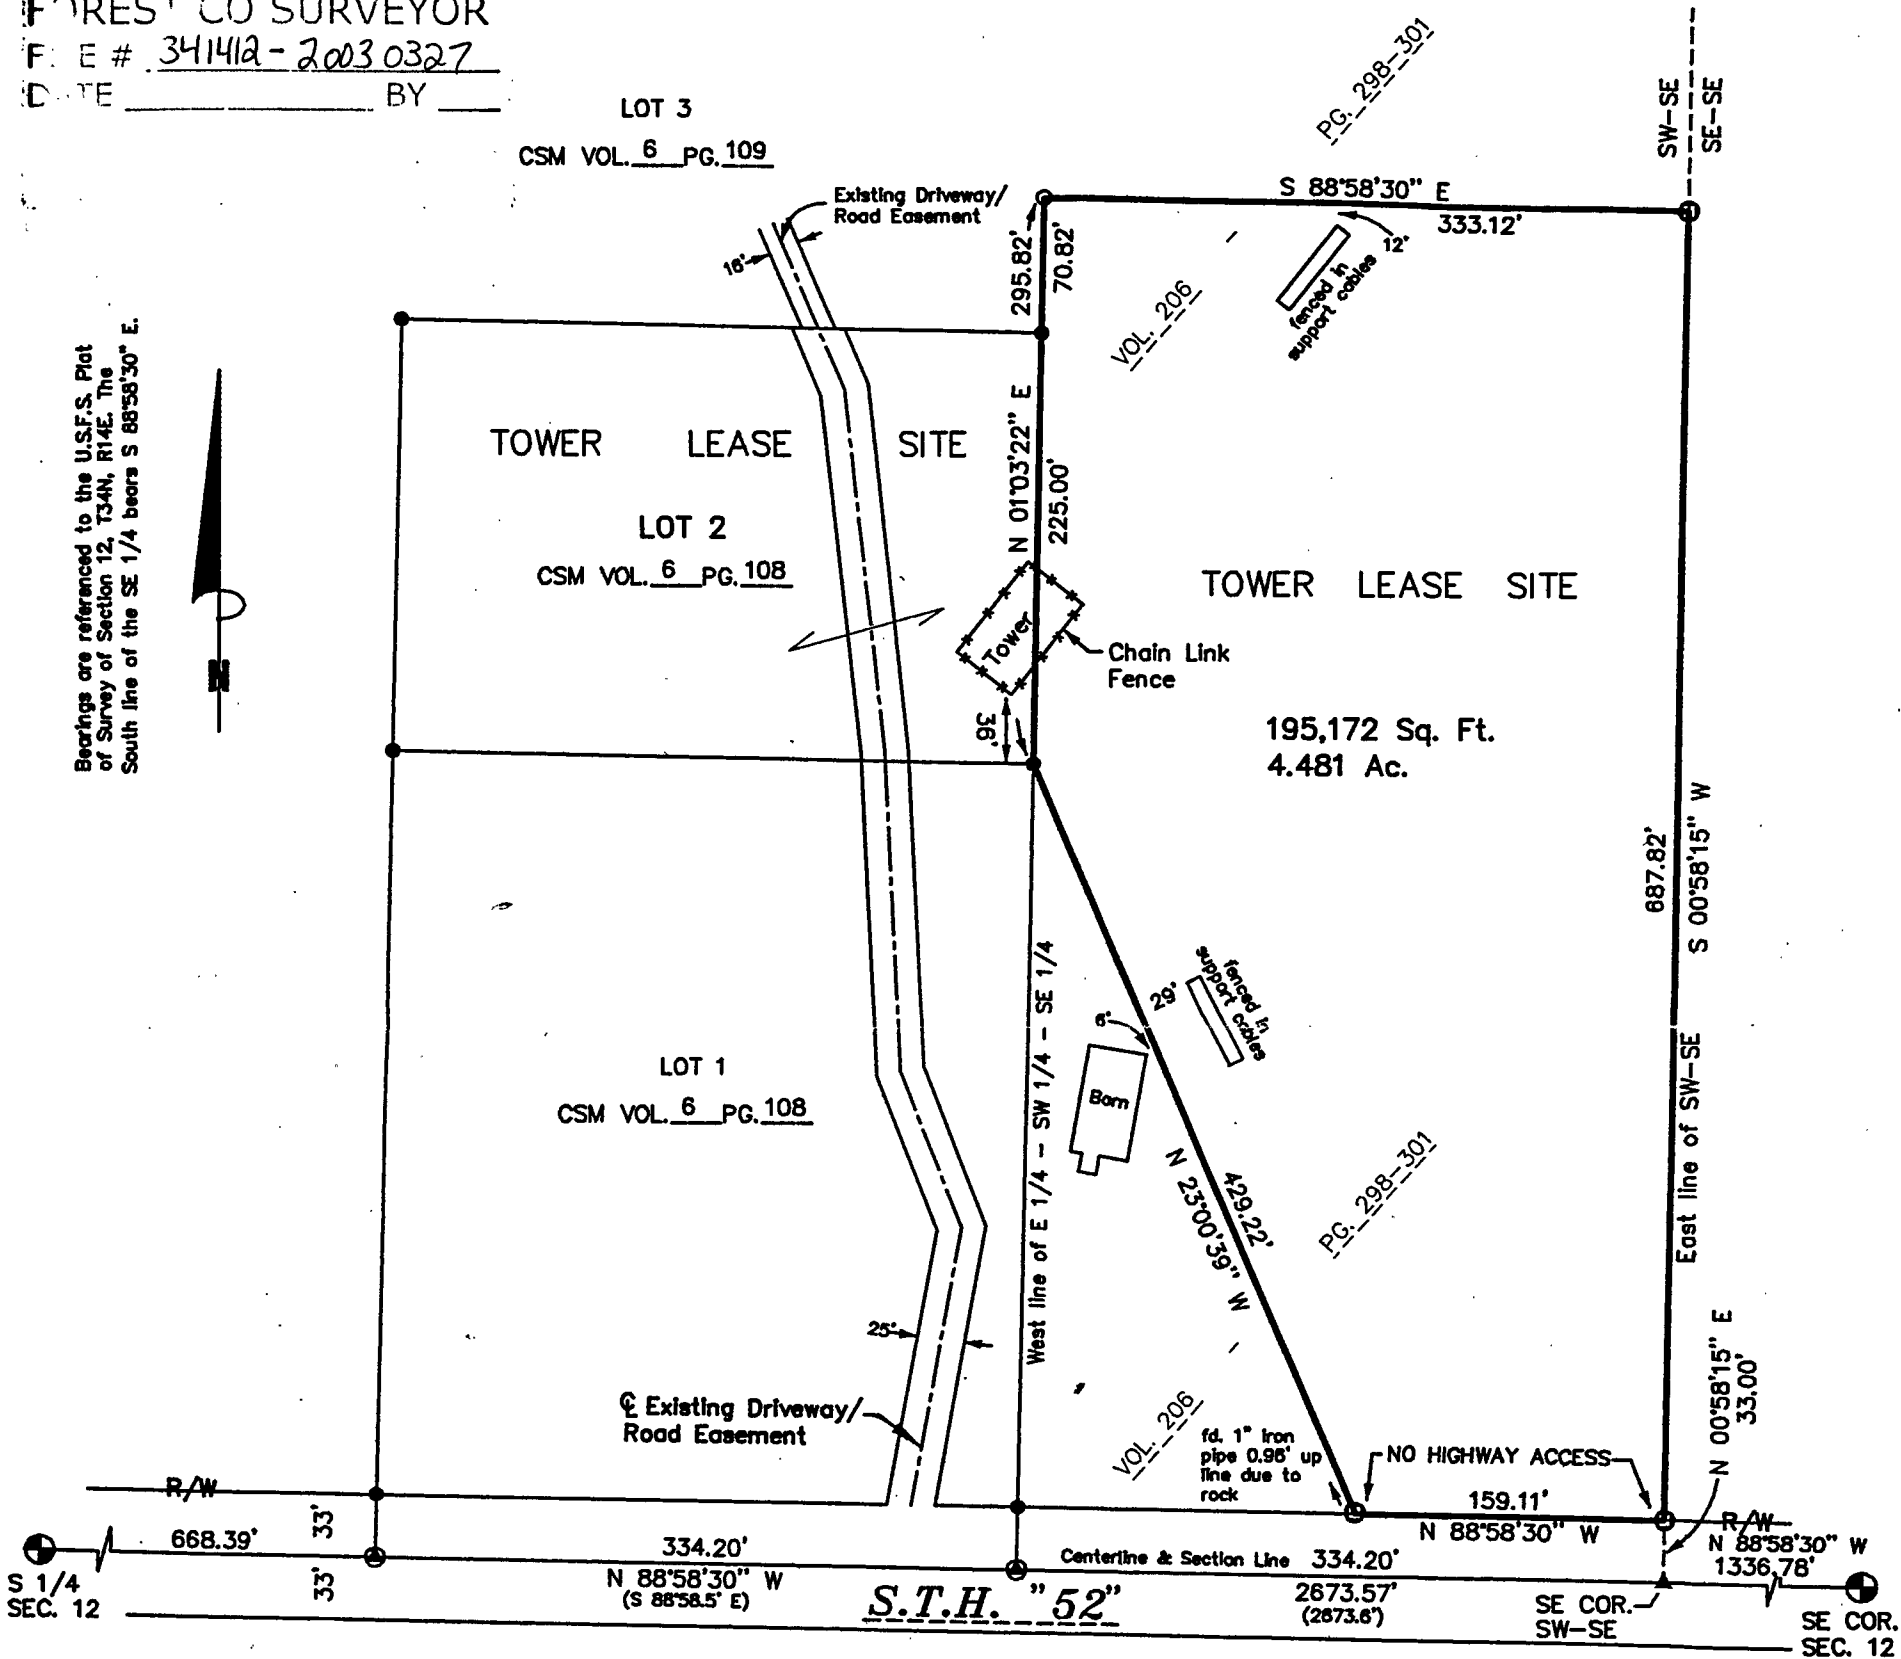 FOREST CO SURVEYOR
FILE # 341412-20030327
DATE BY
LOT 3
CSM VOL. 6 PG. 109
PG. 298-301
SW-SE
SE-SE
Existing Driveway/
Road Easement
16'
S 88°58'30" E
333.12'
295.82'
70.82'
12'
fenced in
support cables
VOL. 206
Bearings are referenced to the U.S.F.S. Plat
of Survey of Section 12, T34N, R14E. The
South line of the SE 1/4 bears S 88°58'30" E.
N
TOWER LEASE SITE
LOT 2
CSM VOL. 6 PG. 108
N 01°03'22" E
225.00'
TOWER LEASE SITE
Tower
Chain Link
Fence
36'
195,172 Sq. Ft.
4.481 Ac.
687.82'
S 00°58'15" W
East line of SW-SE
West line of E 1/4 - SW 1/4 - SE 1/4
fenced in
support cables
29'
6'
Barn
LOT 1
CSM VOL. 6 PG. 108
429.22'
N 23°00'39" W
PG. 298-301
VOL. 206
25'
℄ Existing Driveway/
Road Easement
fd. 1" iron
pipe 0.96' up
line due to
rock
NO HIGHWAY ACCESS
N 00°58'15" E
33.00'
R/W
159.11'
N 88°58'30" W
R/W
N 88°58'30" W
1336.78'
668.39'
33'
33'
334.20'
N 88°58'30" W
(S 88°58.5' E)
Centerline & Section Line 334.20'
2673.57'
(2673.6')
S 1/4
SEC. 12
S.T.H. "52"
SE COR.
SW-SE
SE COR.
SEC. 12